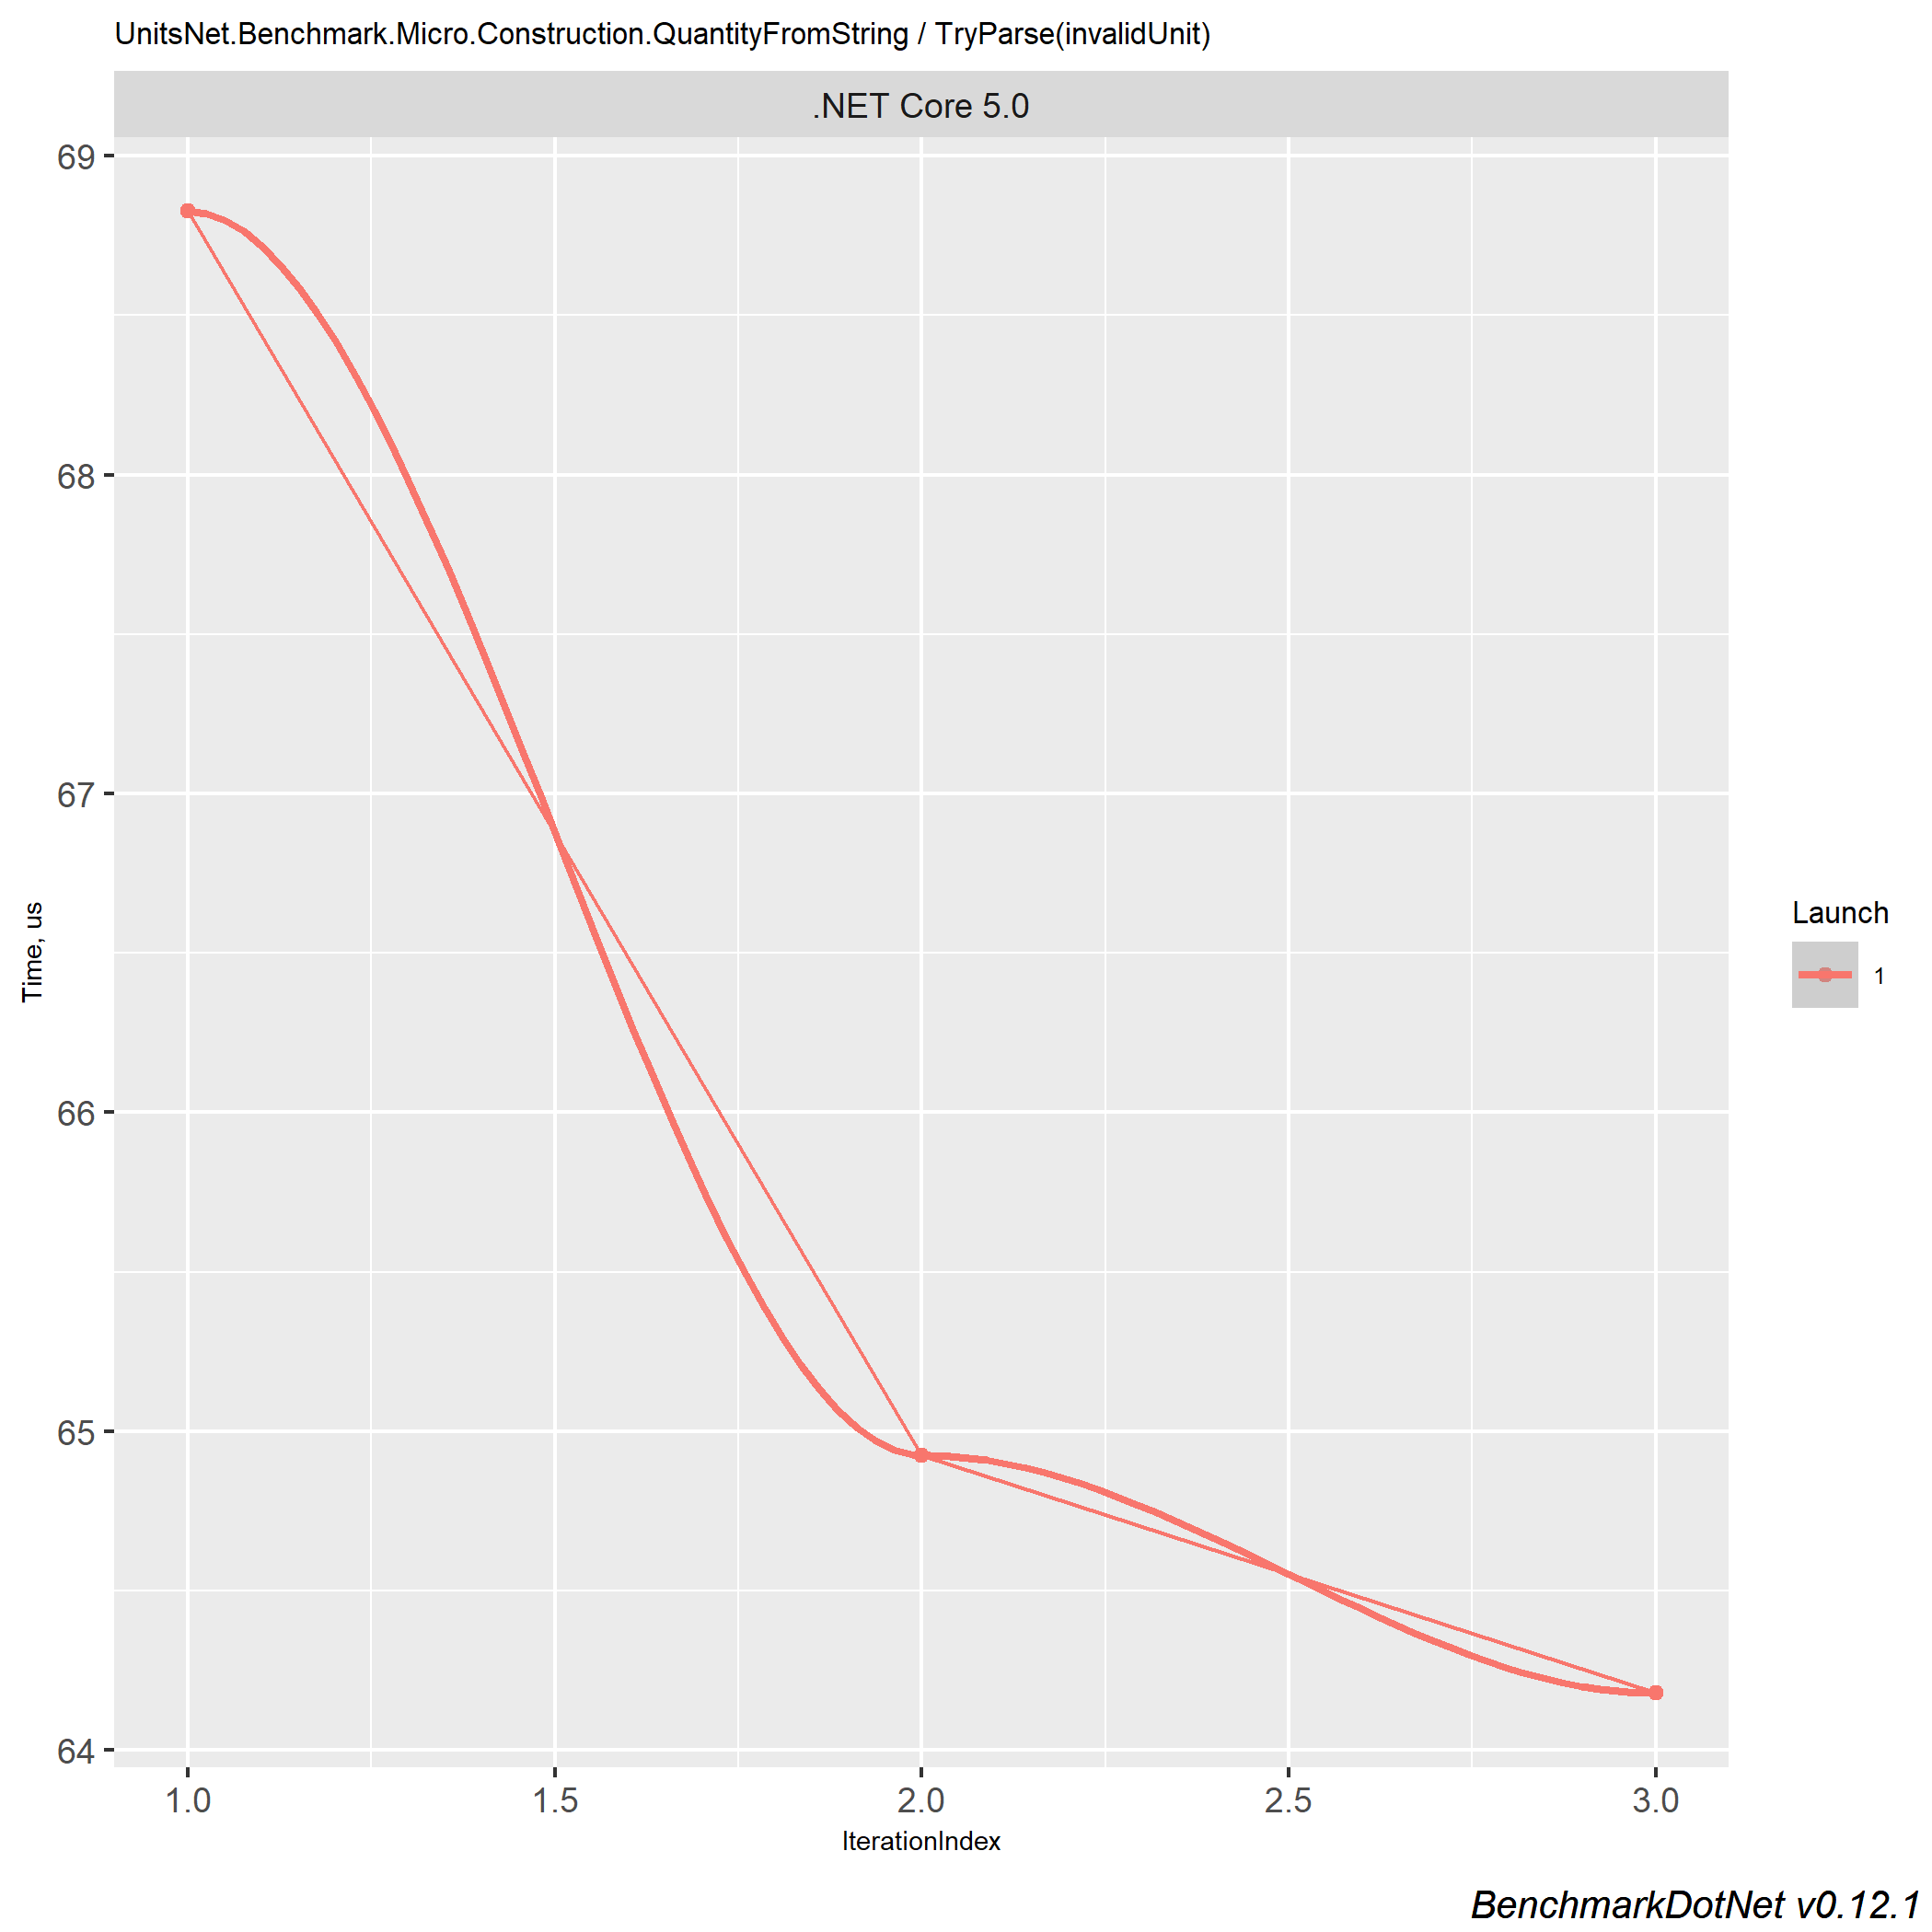 UnitsNet.Benchmark.Micro.Construction.QuantityFromString / TryParse(invalidUnit)
.NET Core 5.0
69
68
67
66
65
64
Time, us
1.0 1.5 2.0 2.5 3.0
IterationIndex
Launch
1
BenchmarkDotNet v0.12.1